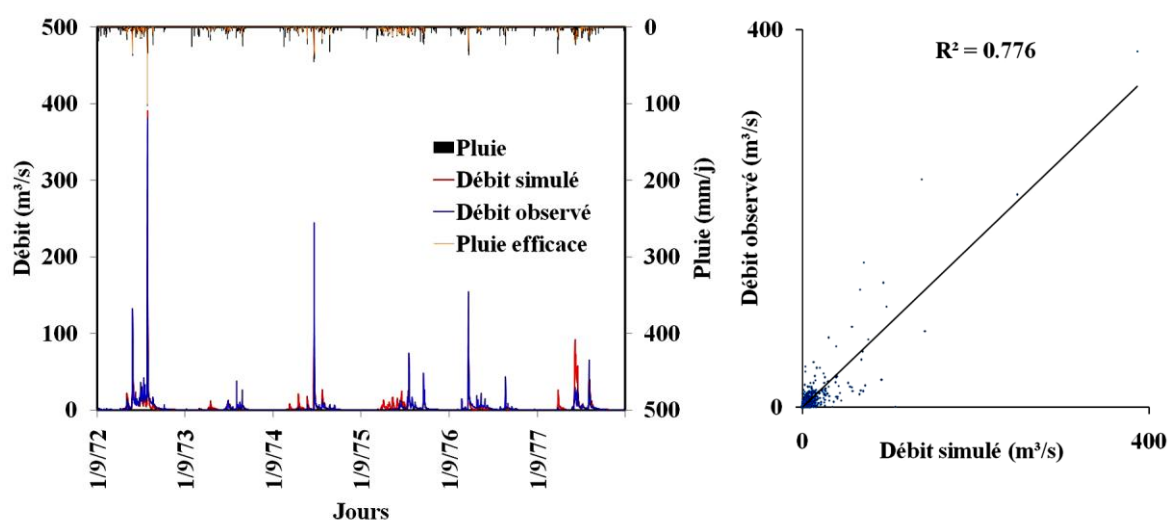 Débit (m³/s)
500
400
300
200
100
0
Pluie
Débit simulé
Débit observé
Pluie efficace
0
100
200
300
400
500
Pluie (mm/j)
1/9/72
1/9/73
1/9/74
1/9/75
1/9/76
1/9/77
Jours
R² = 0.776
Débit observé (m³/s)
400
0
0
400
Débit simulé (m³/s)